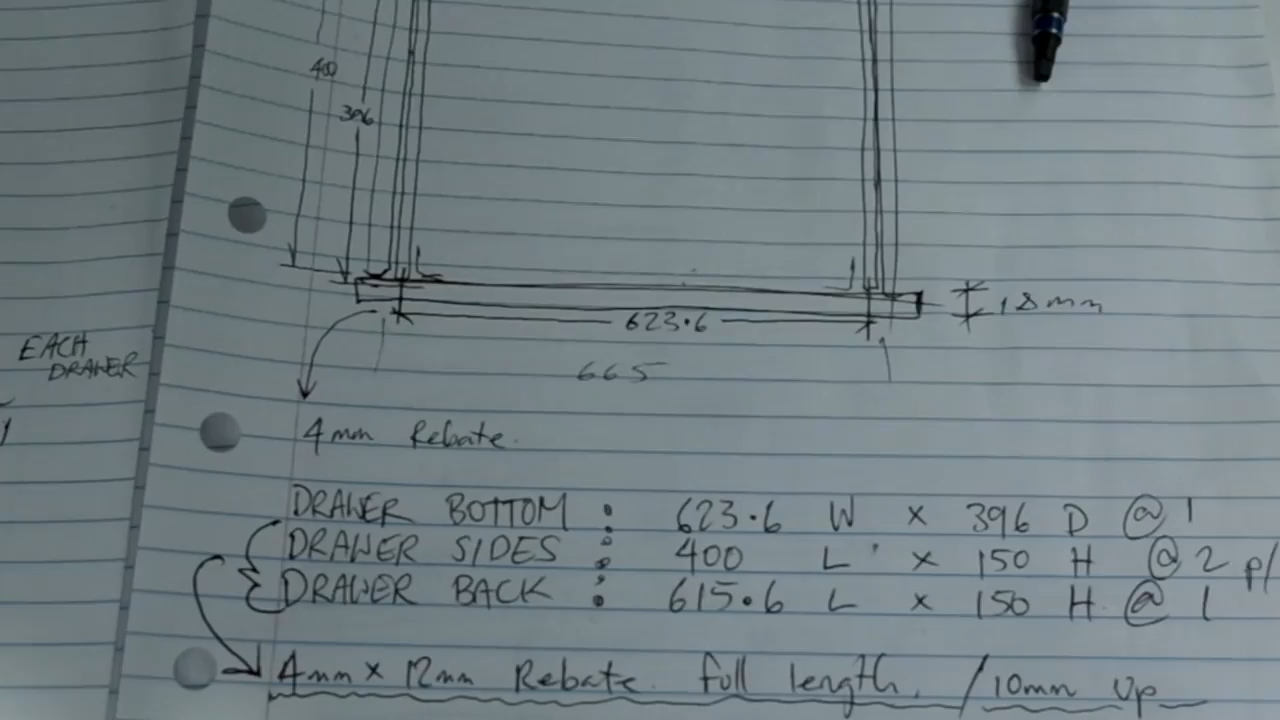 400
396
18mm
623.6
EACH
DRAWER
665
4mm Rebate.
DRAWER BOTTOM : 623.6 W x 396 D @ 1
DRAWER SIDES : 400 L x 150 H @ 2 p/
DRAWER BACK : 615.6 L x 150 H @ 1
4mm x 12mm Rebate. full length. / 10mm up